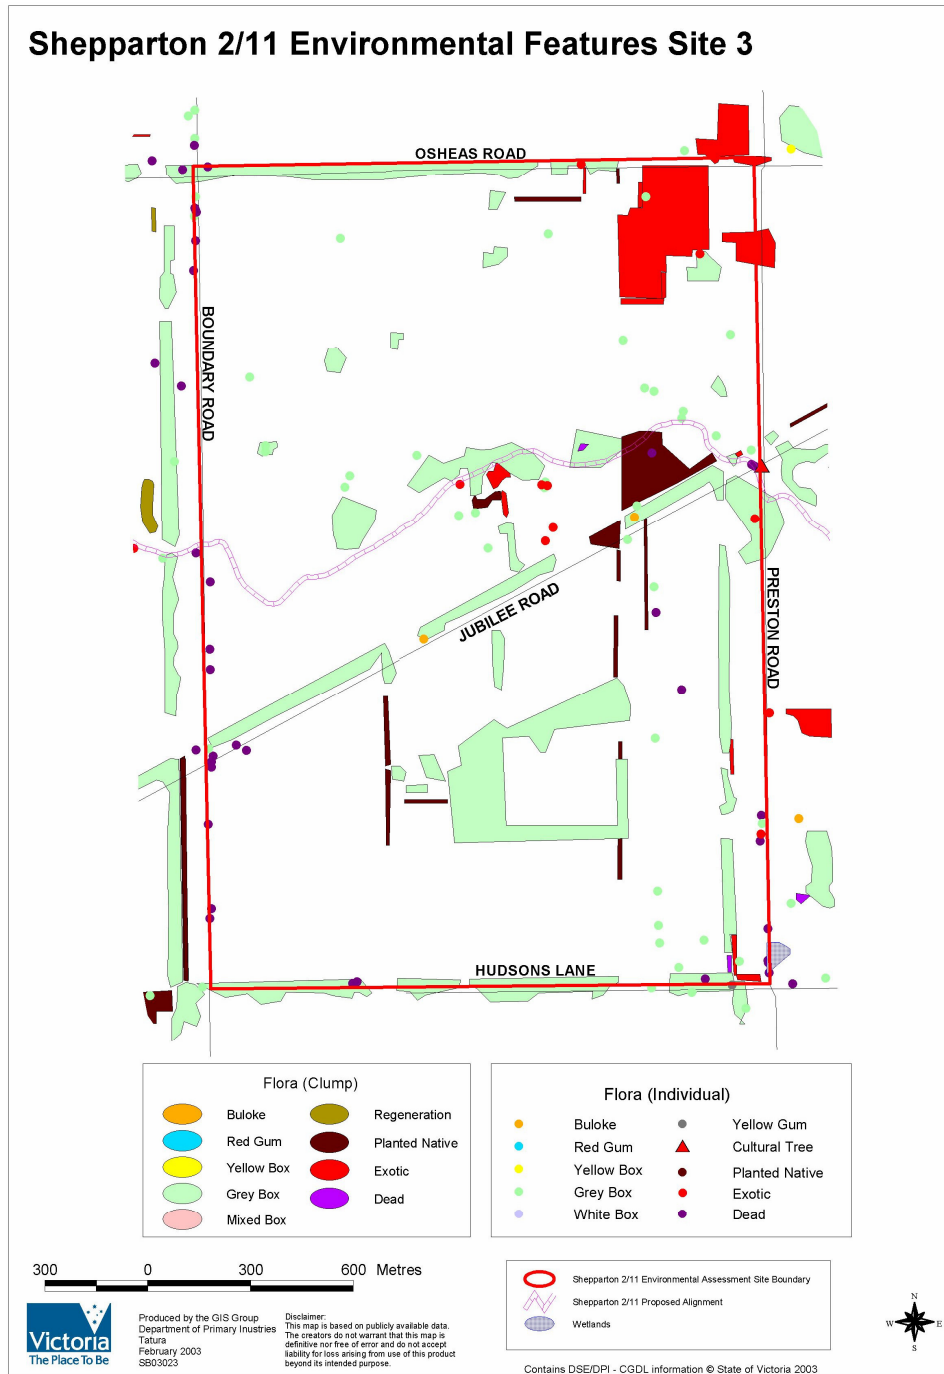 Shepparton 2/11 Environmental Features Site 3
OSHEAS ROAD
BOUNDARY ROAD
JUBILEE ROAD
PRESTON ROAD
HUDSONS LANE
Flora (Clump)
Buloke
Red Gum
Yellow Box
Grey Box
Mixed Box
Regeneration
Planted Native
Exotic
Dead
Flora (Individual)
Buloke
Red Gum
Yellow Box
Grey Box
White Box
Yellow Gum
Cultural Tree
Planted Native
Exotic
Dead
300 0 300 600 Metres
Shepparton 2/11 Environmental Assessment Site Boundary
Shepparton 2/11 Proposed Alignment
Wetlands
N
W E
S
Victoria
The Place To Be
Produced by the GIS Group
Department of Primary Inustries
Tatura
February 2003
SB03023
Disclaimer:
This map is based on publicly available data.
The creators do not warrant that this map is
definitive nor free of error and do not accept
liability for loss arising from use of this product
beyond its intended purpose.
Contains DSE/DPI - CGDL information © State of Victoria 2003